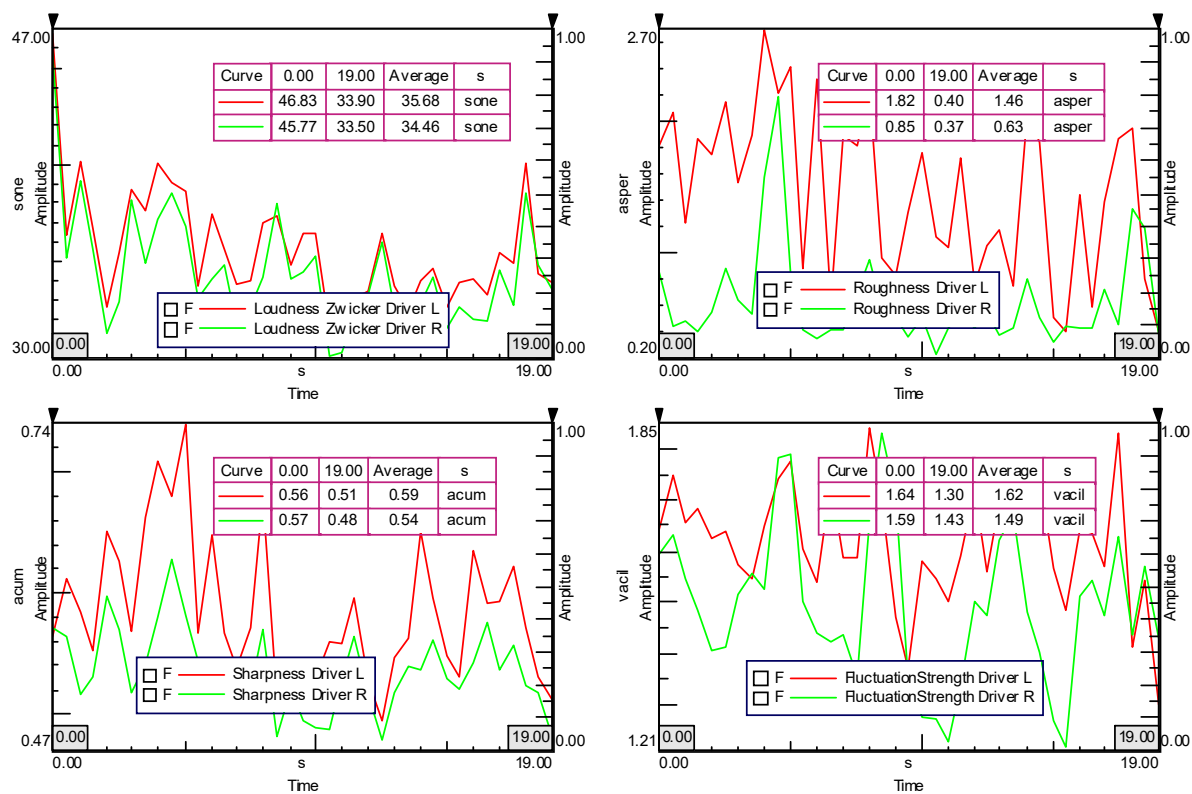 47.00
1.00
Curve 0.00 19.00 Average s
46.83 33.90 35.68 sone
45.77 33.50 34.46 sone
sone
Amplitude
Amplitude
F Loudness Zwicker Driver L
F Loudness Zwicker Driver R
30.00
0.00
19.00
0.00
0.00
s
19.00
Time
2.70
1.00
Curve 0.00 19.00 Average s
1.82 0.40 1.46 asper
0.85 0.37 0.63 asper
asper
Amplitude
Amplitude
F Roughness Driver L
F Roughness Driver R
0.20
0.00
19.00
0.00
0.00
s
19.00
Time
0.74
1.00
Curve 0.00 19.00 Average s
0.56 0.51 0.59 acum
0.57 0.48 0.54 acum
acum
Amplitude
Amplitude
F Sharpness Driver L
F Sharpness Driver R
0.47
0.00
19.00
0.00
0.00
s
19.00
Time
1.85
1.00
Curve 0.00 19.00 Average s
1.64 1.30 1.62 vacil
1.59 1.43 1.49 vacil
vacil
Amplitude
Amplitude
F FluctuationStrength Driver L
F FluctuationStrength Driver R
1.21
0.00
19.00
0.00
0.00
s
19.00
Time